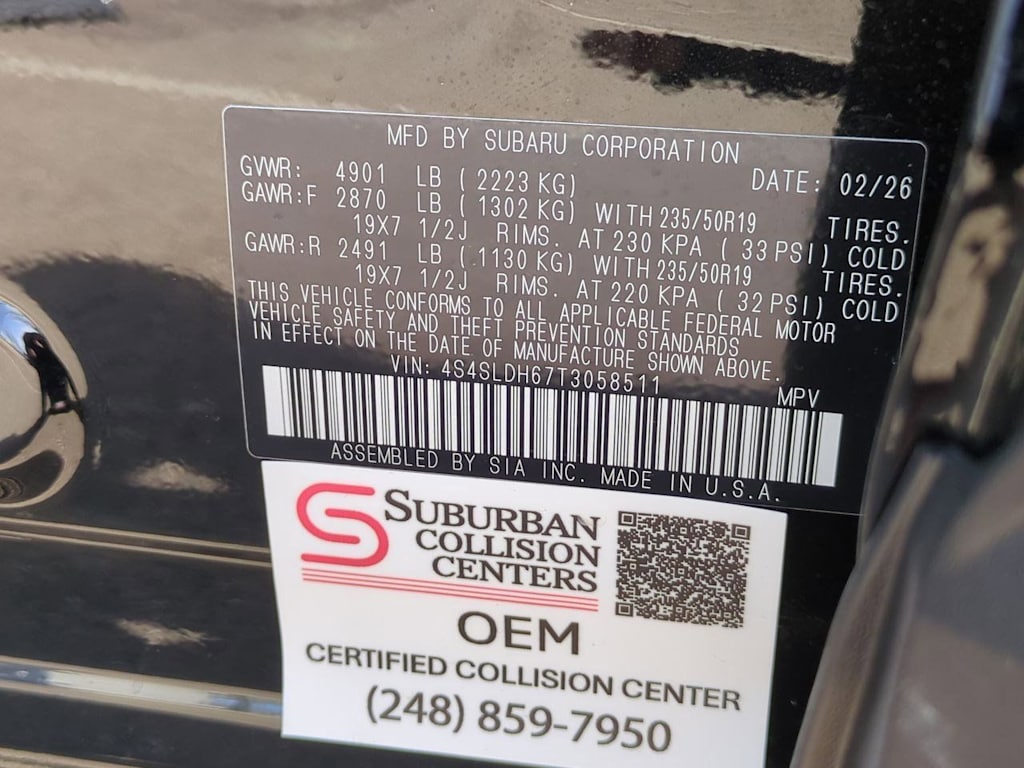 MFD BY SUBARU CORPORATION
GVWR: 4901 LB ( 2223 KG) DATE: 02/26
GAWR:F 2870 LB ( 1302 KG) WITH 235/50R19 TIRES.
19X7 1/2J RIMS. AT 230 KPA ( 33 PSI) COLD
GAWR:R 2491 LB ( 1130 KG) WITH 235/50R19 TIRES.
19X7 1/2J RIMS. AT 220 KPA ( 32 PSI) COLD
THIS VEHICLE CONFORMS TO ALL APPLICABLE FEDERAL MOTOR
VEHICLE SAFETY AND THEFT PREVENTION STANDARDS
IN EFFECT ON THE DATE OF MANUFACTURE SHOWN ABOVE.
VIN: 4S4SLDH67T3058511 MPV
ASSEMBLED BY SIA INC. MADE IN U.S.A.
SUBURBAN
COLLISION
CENTERS
OEM
CERTIFIED COLLISION CENTER
(248) 859-7950